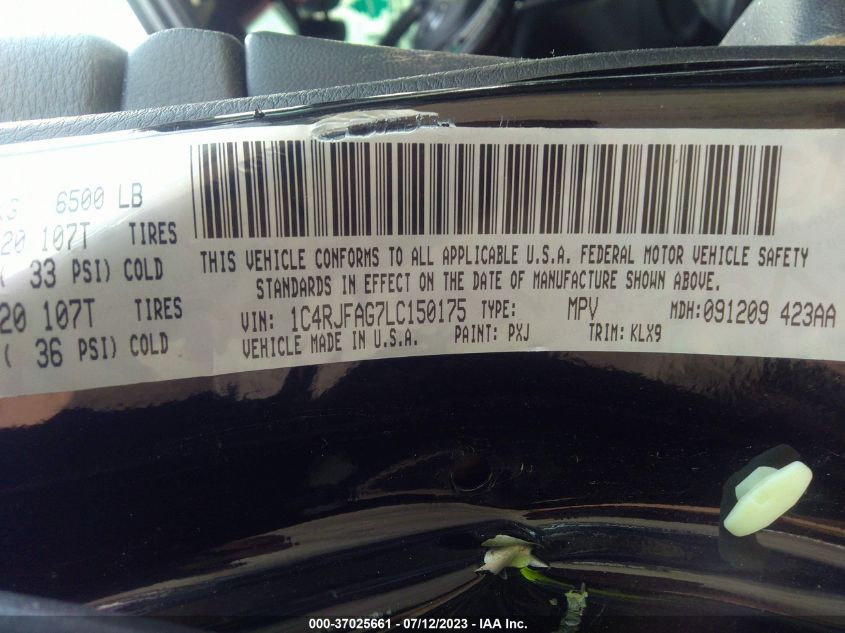 6500 LB
20 107T TIRES
( 33 PSI) COLD
20 107T TIRES
( 36 PSI) COLD
THIS VEHICLE CONFORMS TO ALL APPLICABLE U.S.A. FEDERAL MOTOR VEHICLE SAFETY
STANDARDS IN EFFECT ON THE DATE OF MANUFACTURE SHOWN ABOVE.
VIN: 1C4RJFAG7LC150175 TYPE: MPV MDH:091209 423AA
VEHICLE MADE IN U.S.A. PAINT: PXJ TRIM: KLX9
000-37025661 - 07/12/2023 - IAA Inc.